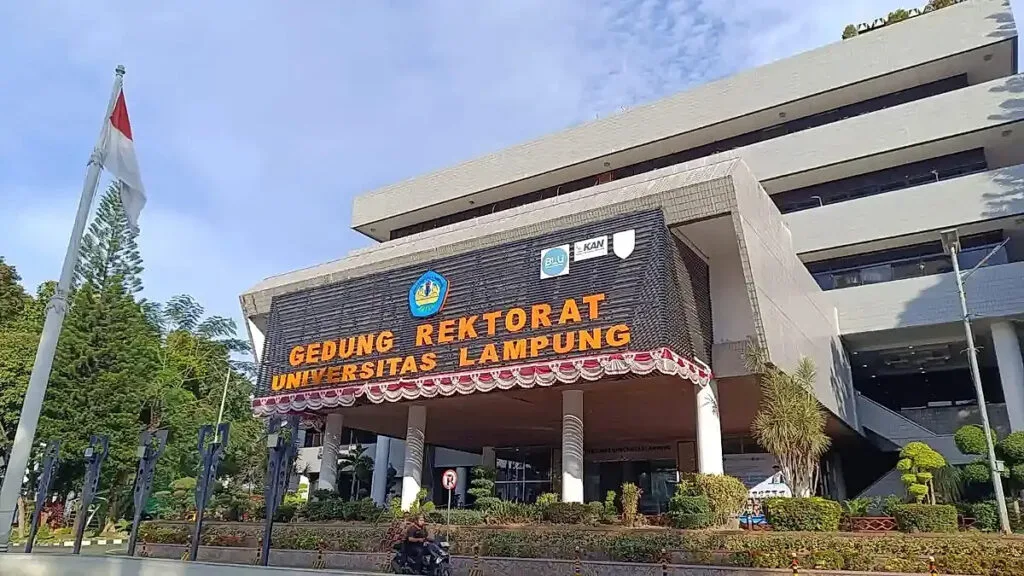 BLU
KAN
GEDUNG REKTORAT
UNIVERSITAS LAMPUNG